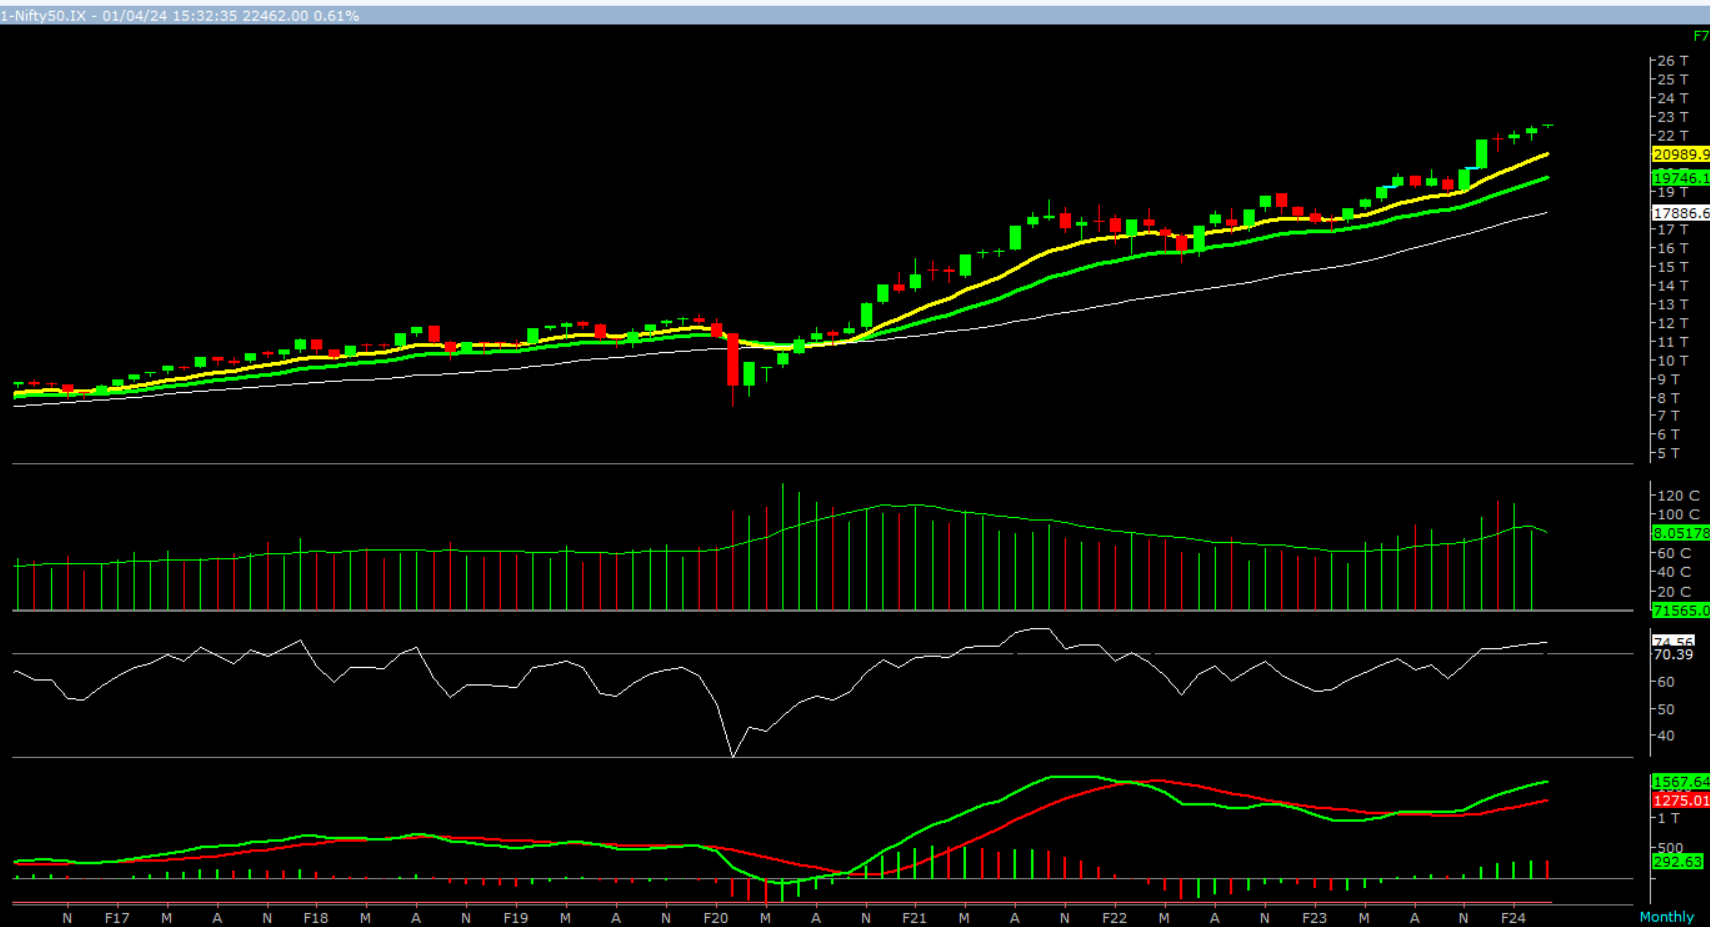 1-Nifty50.IX - 01/04/24 15:32:35 22462.00 0.61%
F7
26 T
25 T
24 T
23 T
22 T
20989.9
19746.1
19 T
17886.6
17 T
16 T
15 T
14 T
13 T
12 T
11 T
10 T
9 T
8 T
7 T
6 T
5 T
120 C
100 C
8.05178
60 C
40 C
20 C
71565.0
74.56
70.39
60
50
40
1567.64
1275.01
1 T
500
292.63
N F17 M A N F18 M A N F19 M A N F20 M A N F21 M A N F22 M A N F23 M A N F24 Monthly